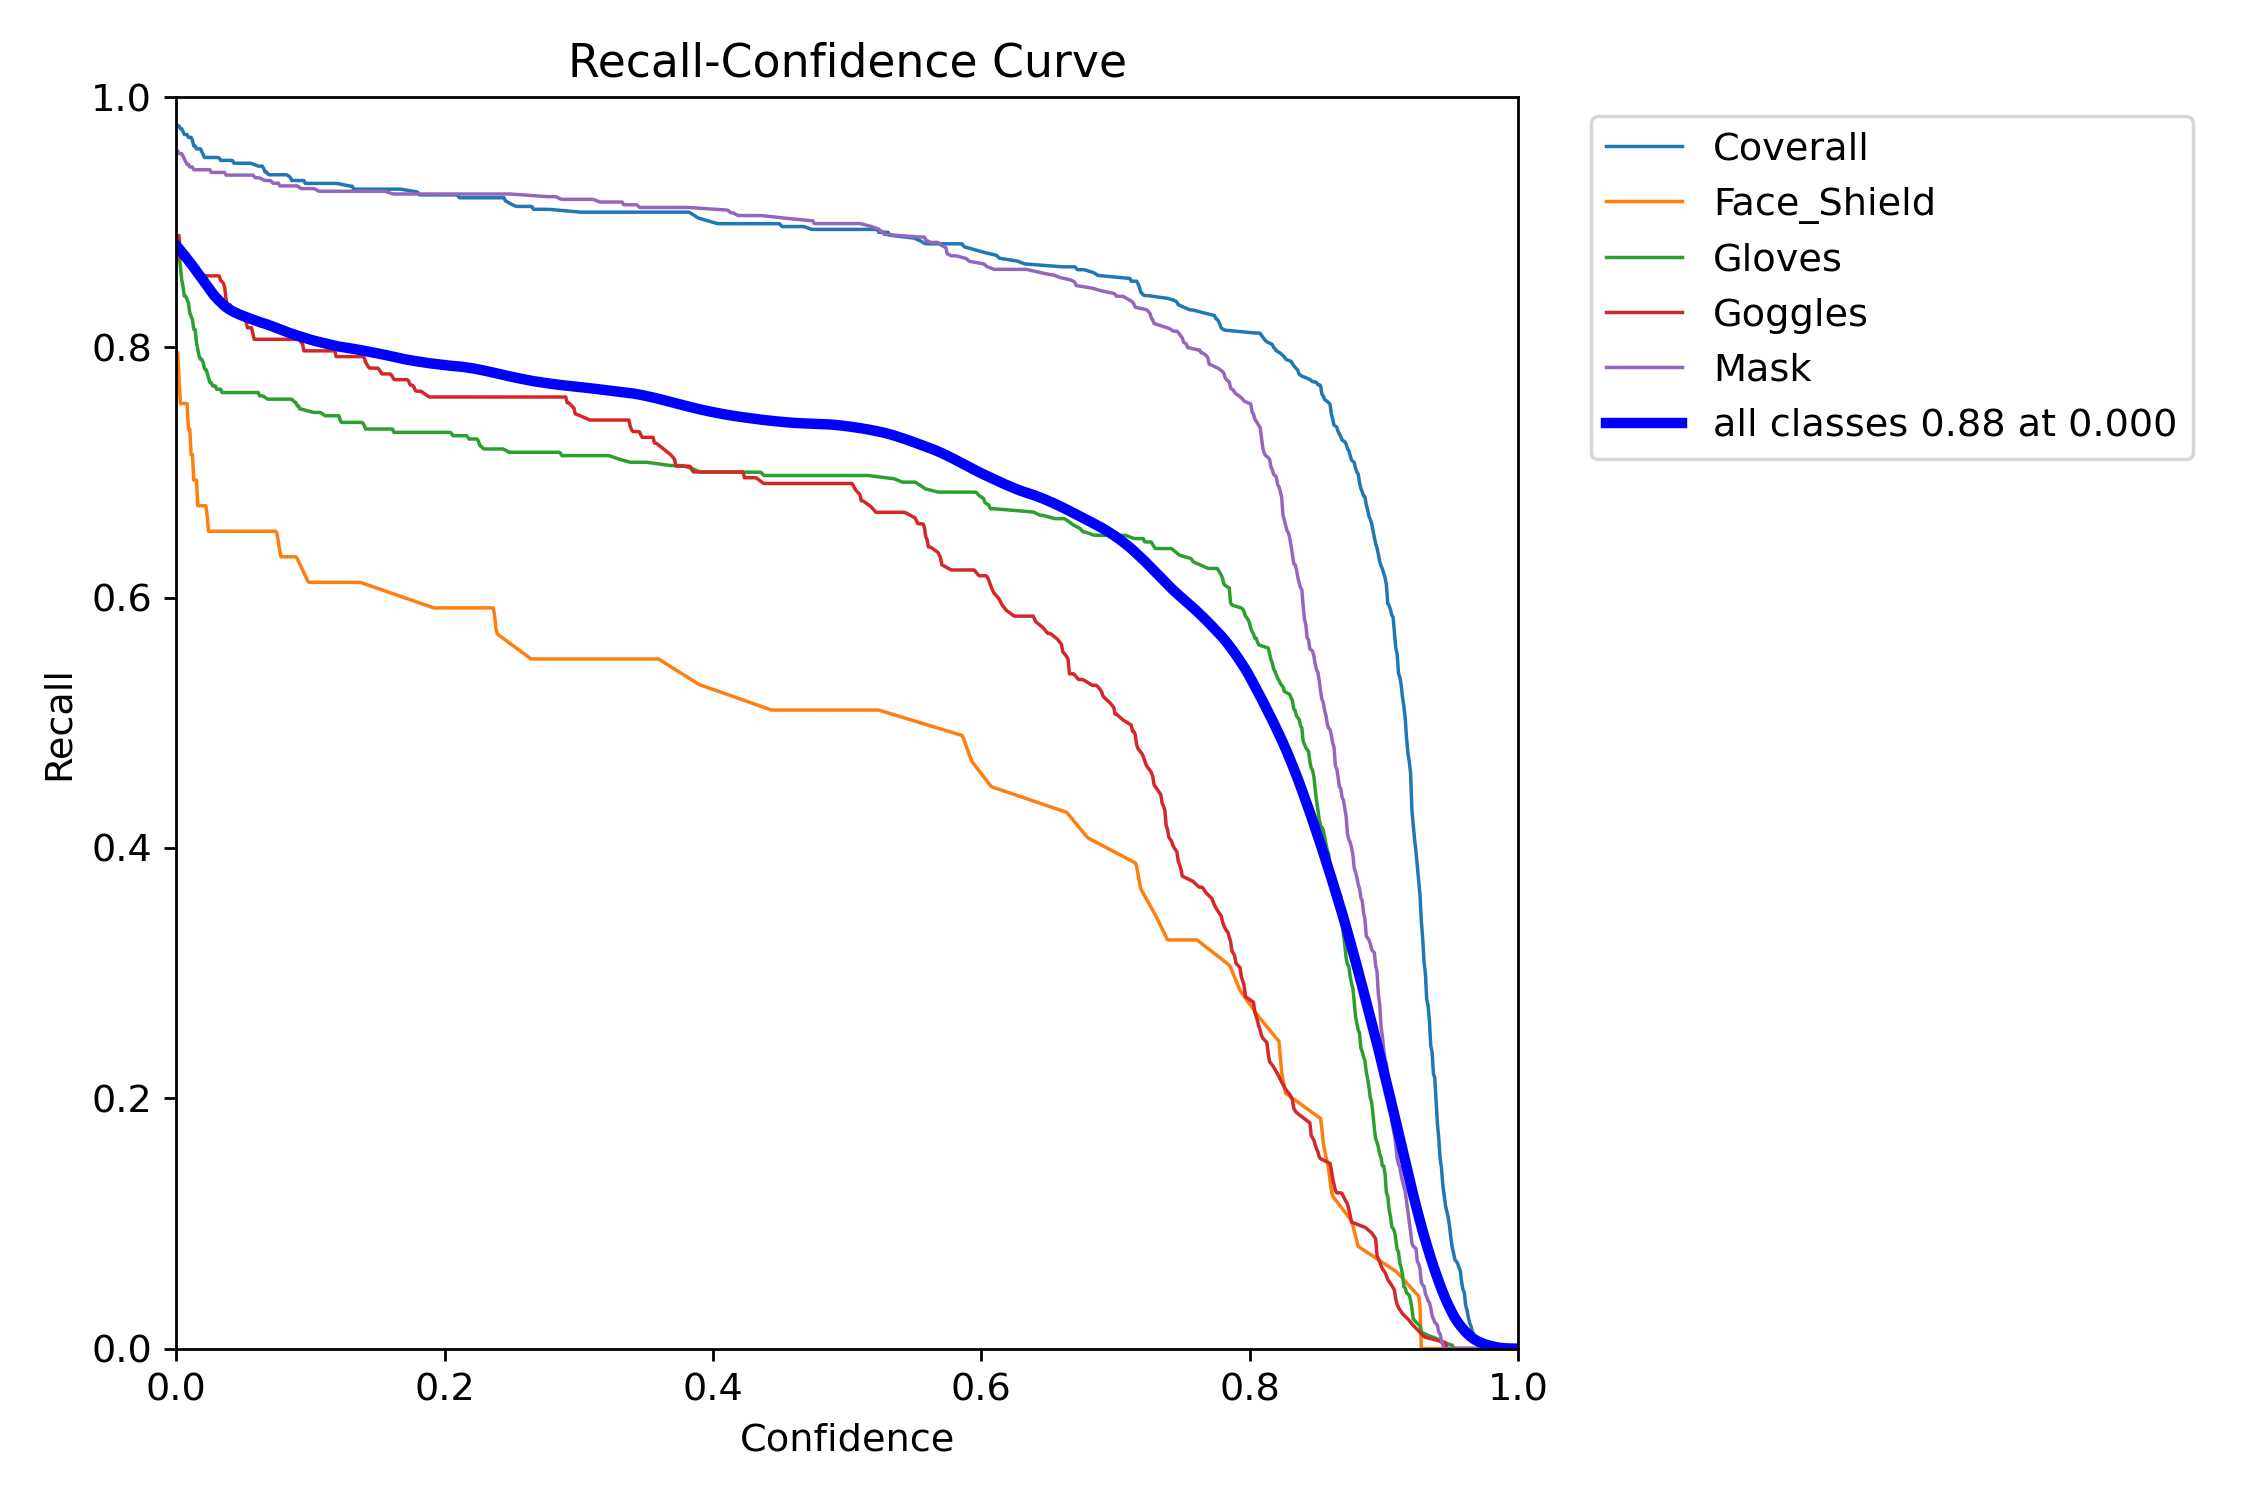 Recall-Confidence Curve
1.0
0.8
0.6
0.4
0.2
0.0
Recall
0.0 0.2 0.4 0.6 0.8 1.0
Confidence
Coverall
Face_Shield
Gloves
Goggles
Mask
all classes 0.88 at 0.000